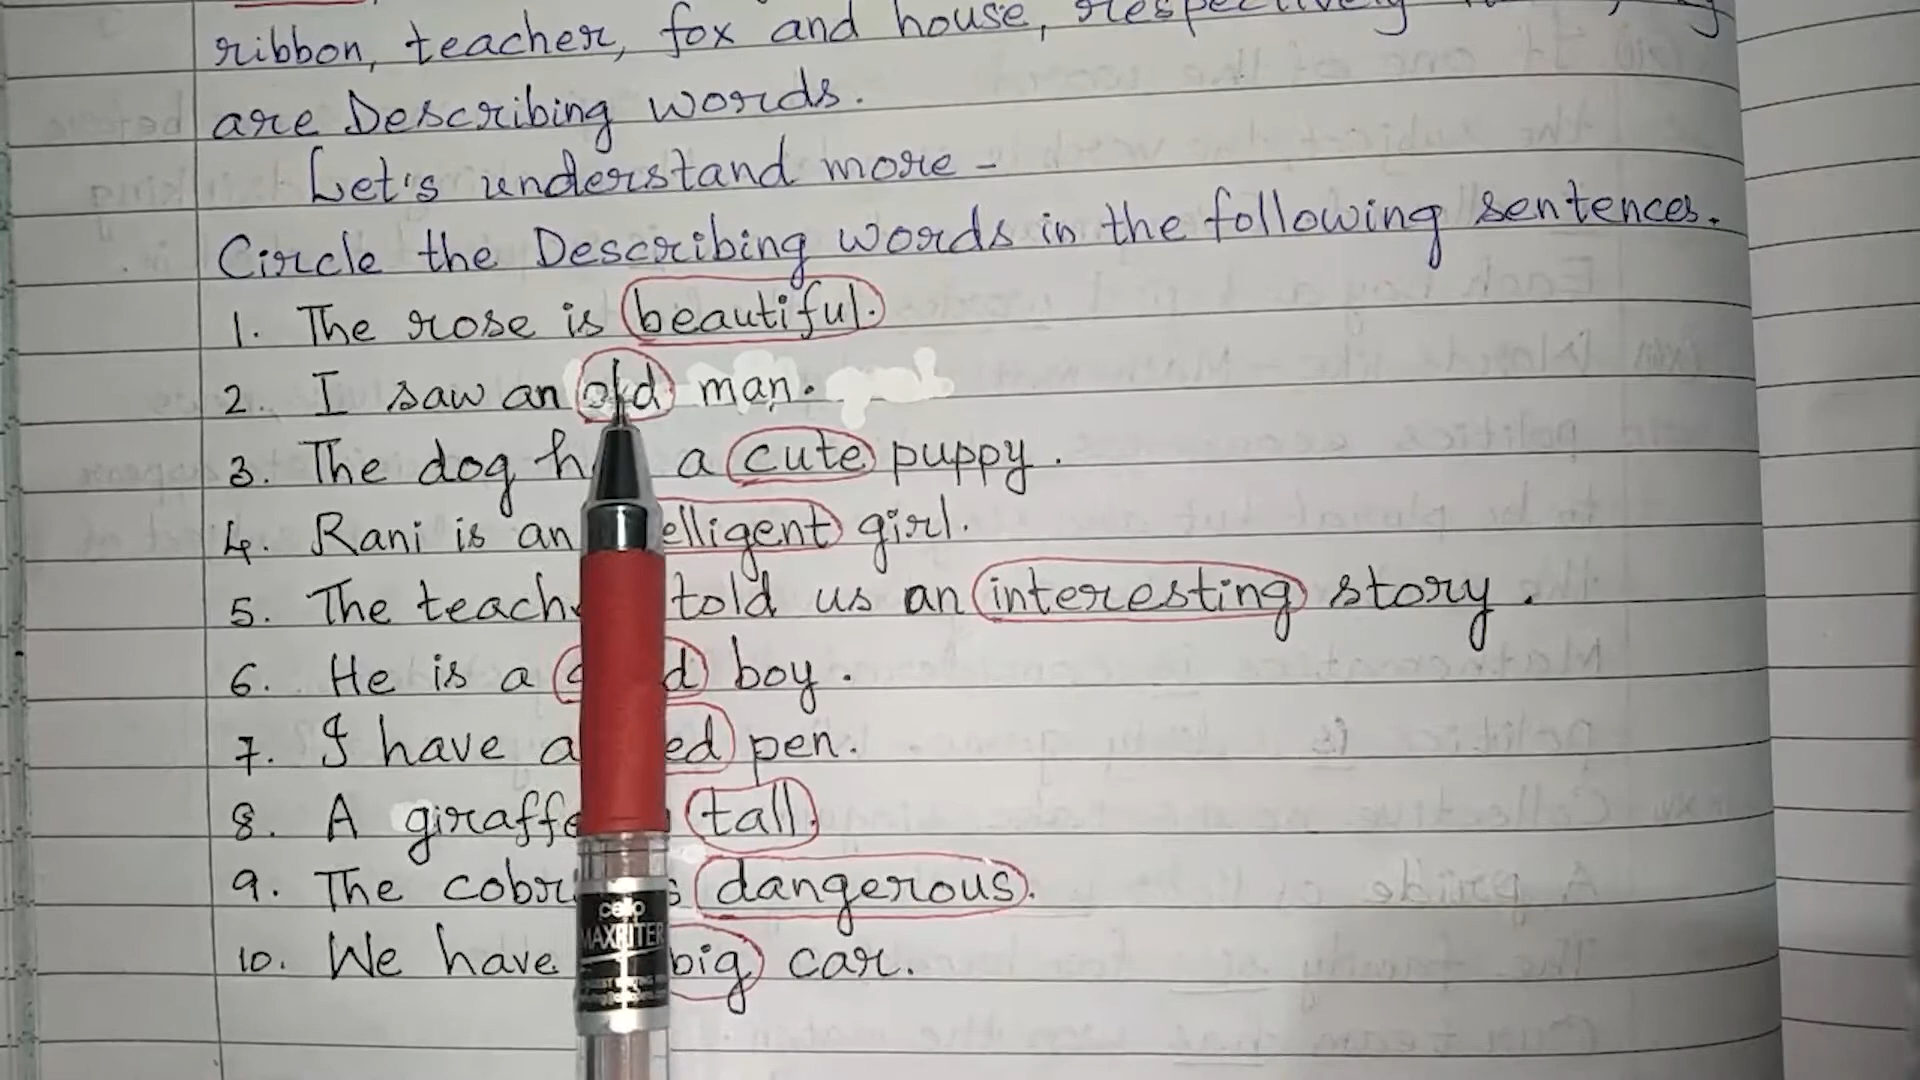 ribbon, teacher, fox and house, respectively
are Describing words.
Let's understand more -
Circle the Describing words in the following sentences.
1. The rose is beautiful.
2. I saw an old man.
3. The dog h a cute puppy.
4. Rani is an elligent girl.
5. The teach told us an interesting story.
6. He is a d boy.
7. I have a ed pen.
8. A giraffe tall.
9. The cobr s dangerous.
10. We have big car.
cello
MAXRITER